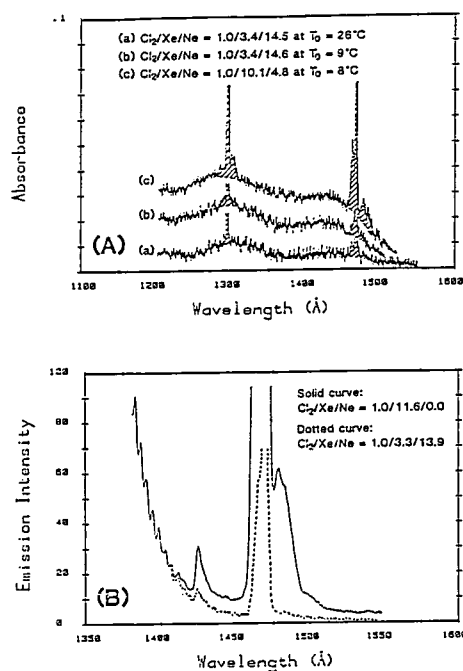 .1
(a) Cl2/Xe/Ne = 1.0/3.4/14.5 at T0 = 26°C
(b) Cl2/Xe/Ne = 1.0/3.4/14.6 at T0 = 9°C
(c) Cl2/Xe/Ne = 1.0/10.1/4.8 at T0 = 8°C
Absorbance
(c)
(b)
(A)
(a)
0
1100 1200 1300 1400 1500 1600
Wavelength (Å)
100
Solid curve:
Cl2/Xe/Ne = 1.0/11.6/0.0
Dotted curve:
Cl2/Xe/Ne = 1.0/3.3/13.9
80
60
40
20
0
Emission Intensity
(B)
1350 1400 1450 1500 1550 1600
Wavelength (Å)